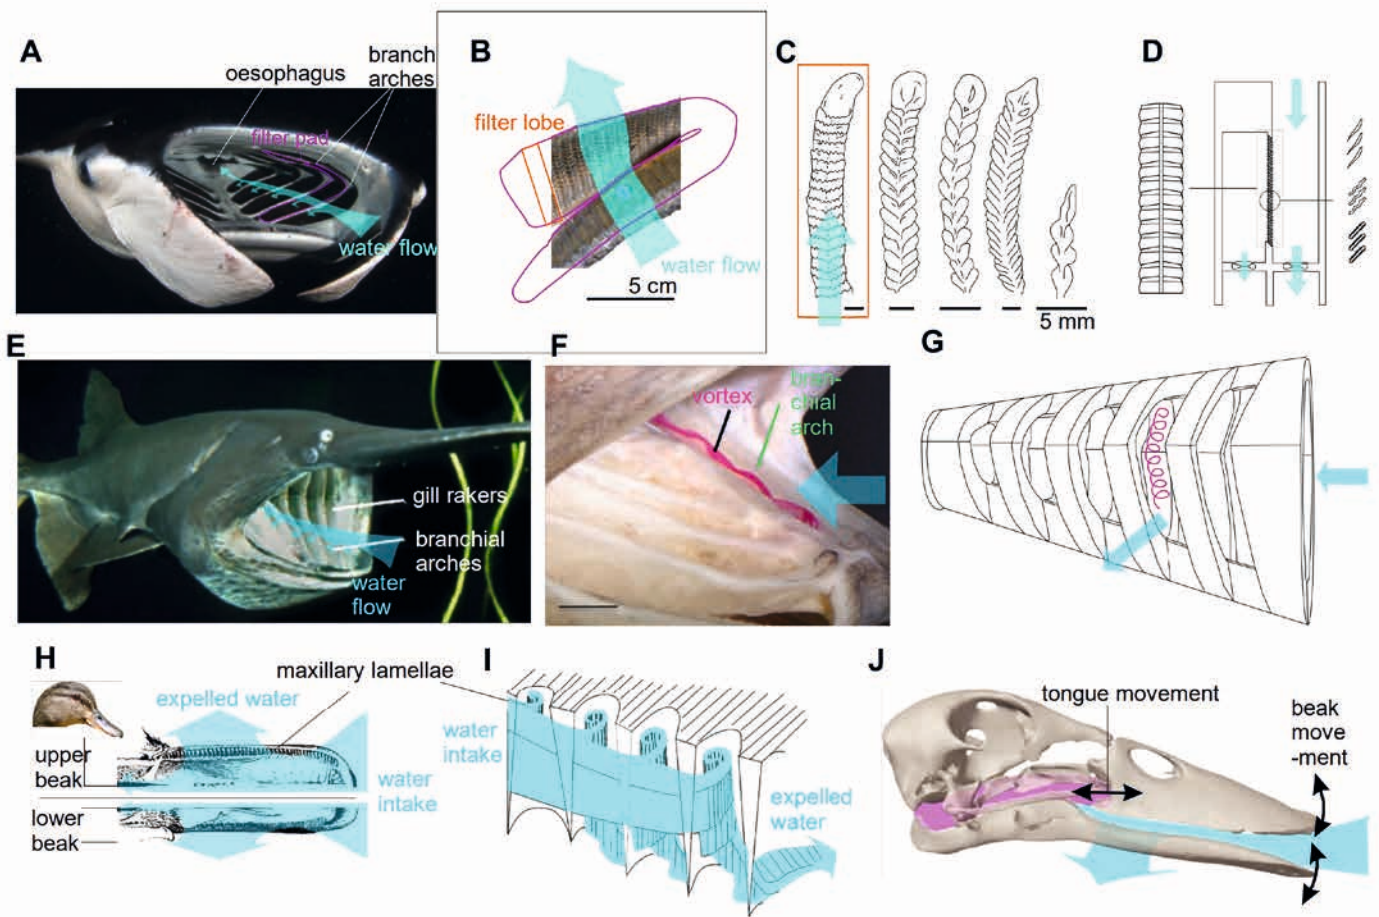 A
oesophagus
branch
arches
filter pad
water flow
B
filter lobe
water flow
5 cm
C
5 mm
D
E
gill rakers
branchial
arches
water
flow
F
vortex
bran-
chial
arch
G
H
maxillary lamellae
expelled water
upper
beak
water
intake
lower
beak
I
water
intake
expelled
water
J
tongue movement
beak
move
-ment